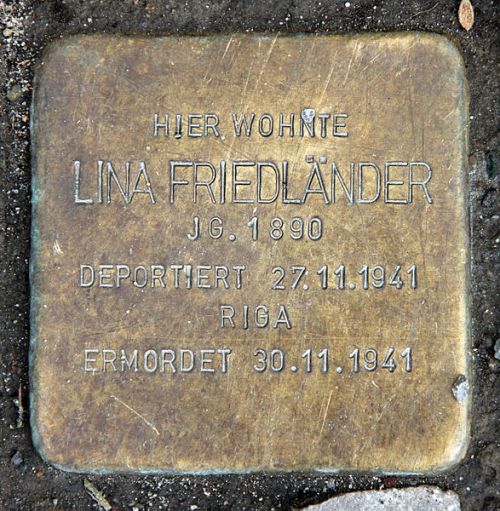 HIER WOHNTE
LINA FRIEDLÄNDER
JG. 1890
DEPORTIERT 27.11.1941
RIGA
ERMORDET 30.11.1941